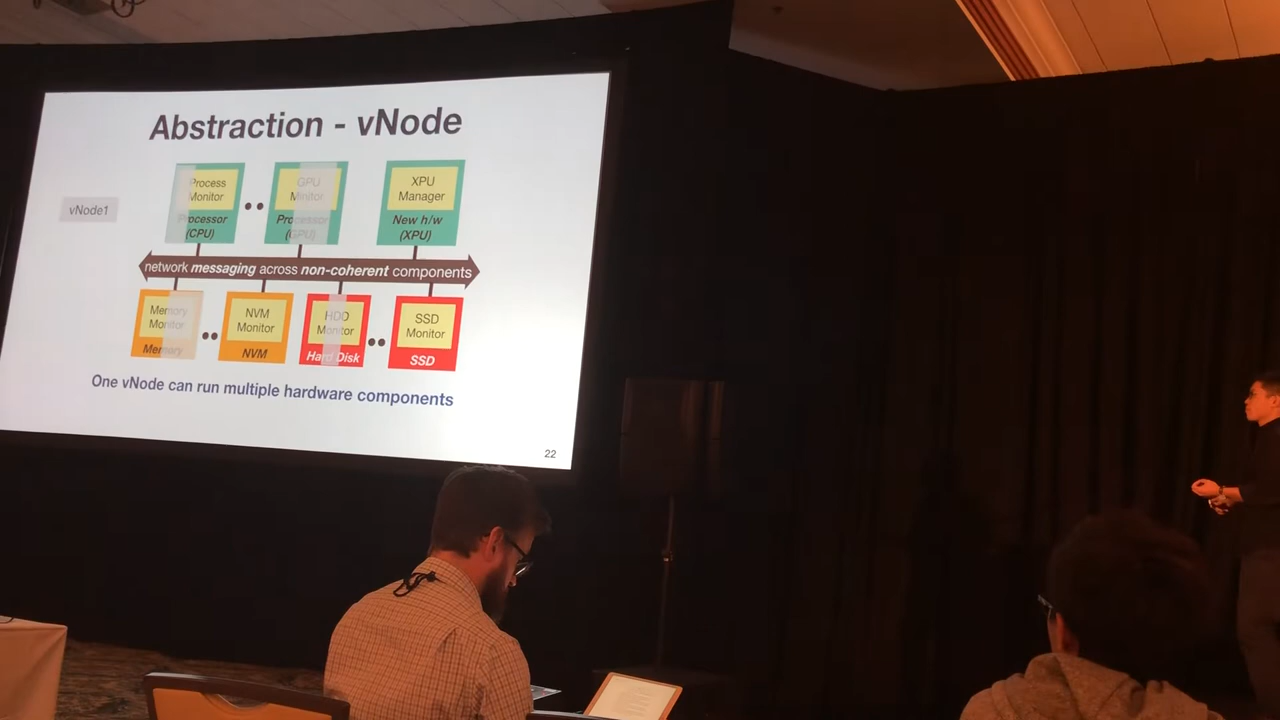 Abstraction - vNode
vNode1
Process
Monitor
Processor
(CPU)
GPU
Monitor
Processor
(GPU)
XPU
Manager
New h/w
(XPU)
network messaging across non-coherent components
Memory
Monitor
Memory
NVM
Monitor
NVM
HDD
Monitor
Hard Disk
SSD
Monitor
SSD
One vNode can run multiple hardware components
22